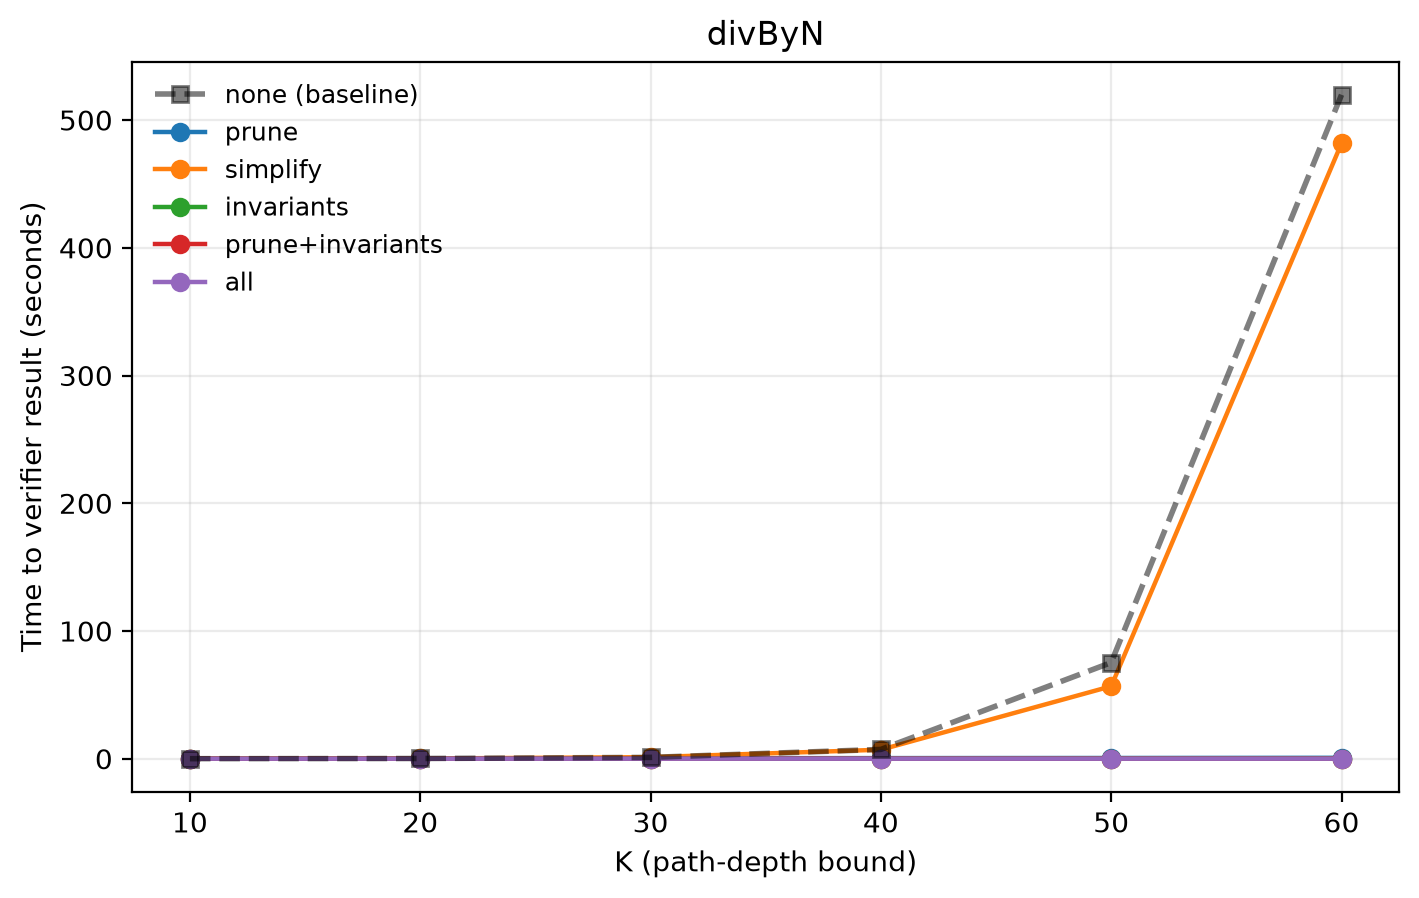 divByN
none (baseline)
prune
simplify
invariants
prune+invariants
all
Time to verifier result (seconds)
500
400
300
200
100
0
10 20 30 40 50 60
K (path-depth bound)